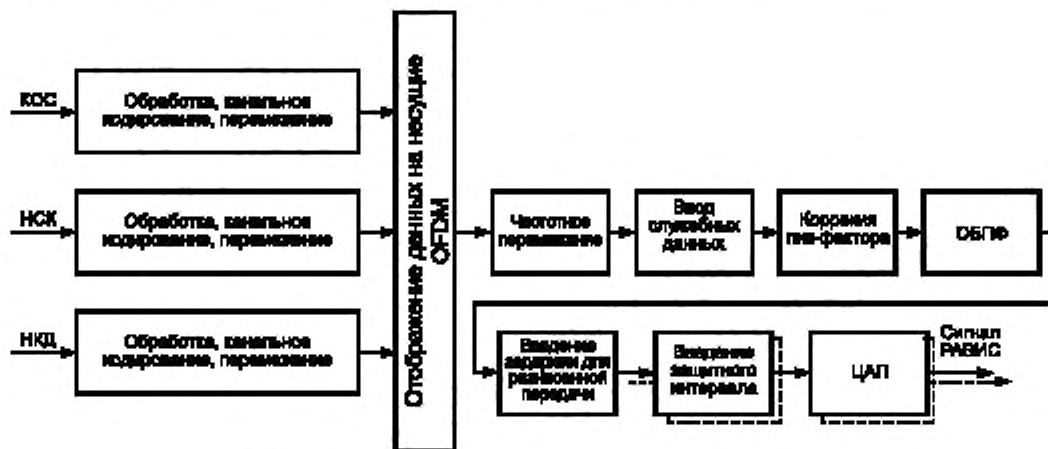 КОС
Обработка, канальное
кодирование, перемежение
НСК
Обработка, канальное
кодирование, перемежение
НКД
Обработка, канальное
кодирование, перемежение
Отображение данных на несущие
OFDM
Частотное
перемежение
Ввод
служебных
данных
Коррекция
пик-фактора
ОБПФ
Введение
задержки для
разнесенной
передачи
Введение
защитного
интервала
ЦАП
Сигнал
РАВИС